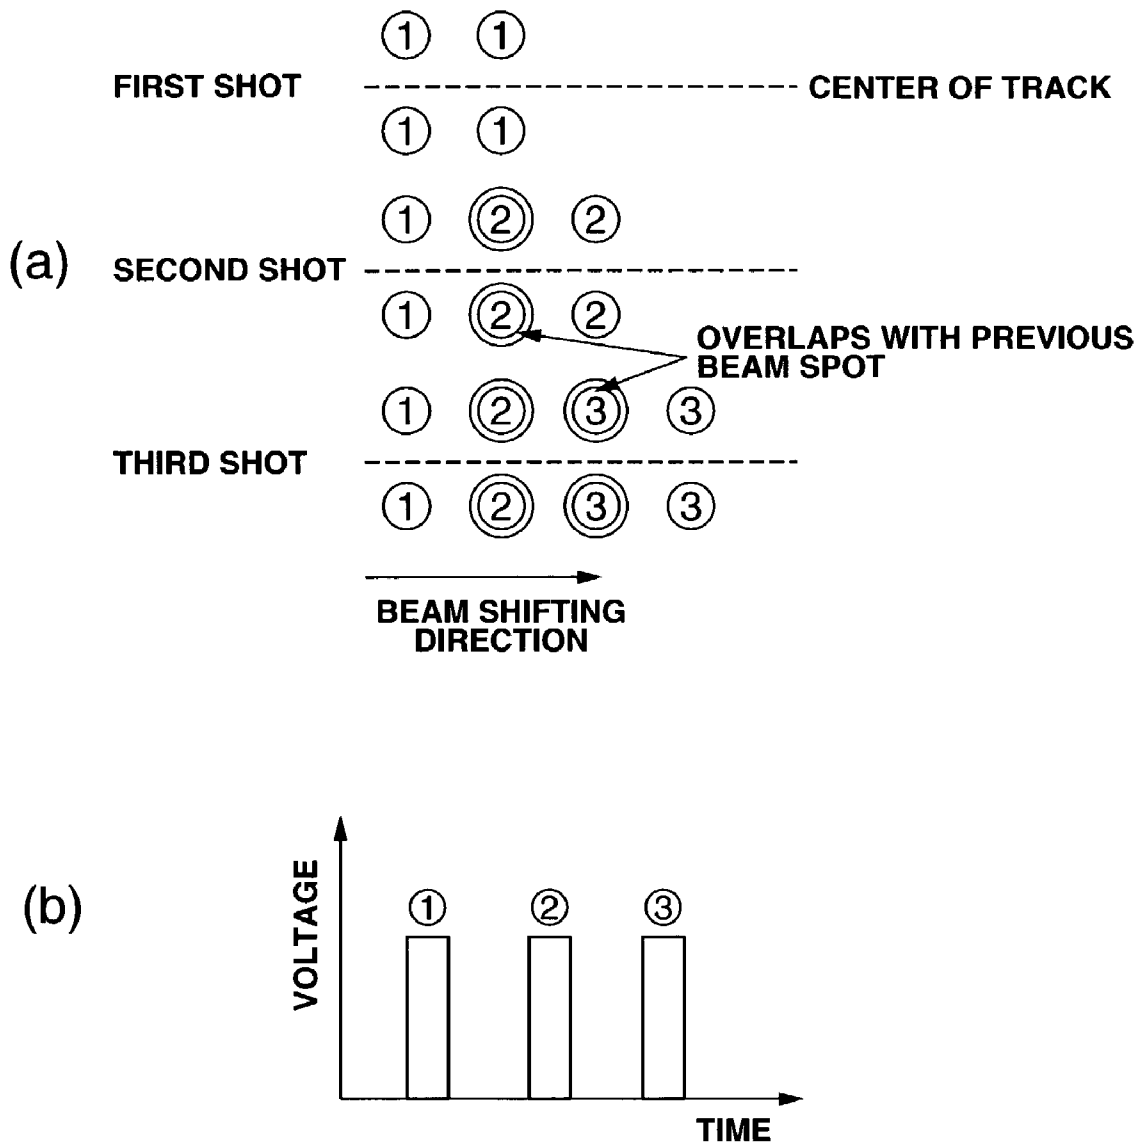 ① ①
FIRST SHOT CENTER OF TRACK
① ①
① ② ②
(a)
SECOND SHOT
① ② ②
OVERLAPS WITH PREVIOUS
BEAM SPOT
① ② ③ ③
THIRD SHOT
① ② ③ ③
BEAM SHIFTING
DIRECTION
(b)
VOLTAGE
① ② ③
TIME